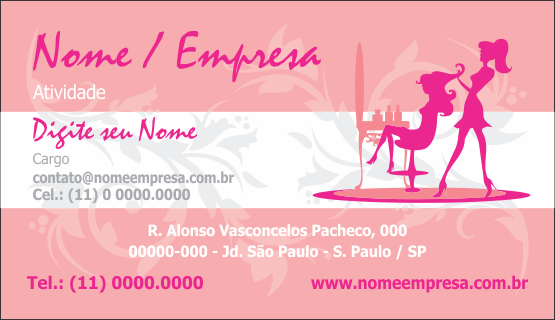 Nome / Empresa
Atividade
Digite seu Nome
Cargo
contato@nomeempresa.com.br
Cel.: (11) 0 0000.0000
R. Alonso Vasconcelos Pacheco, 000
00000-000 - Jd. São Paulo - S. Paulo / SP
Tel.: (11) 0000.0000
www.nomeempresa.com.br